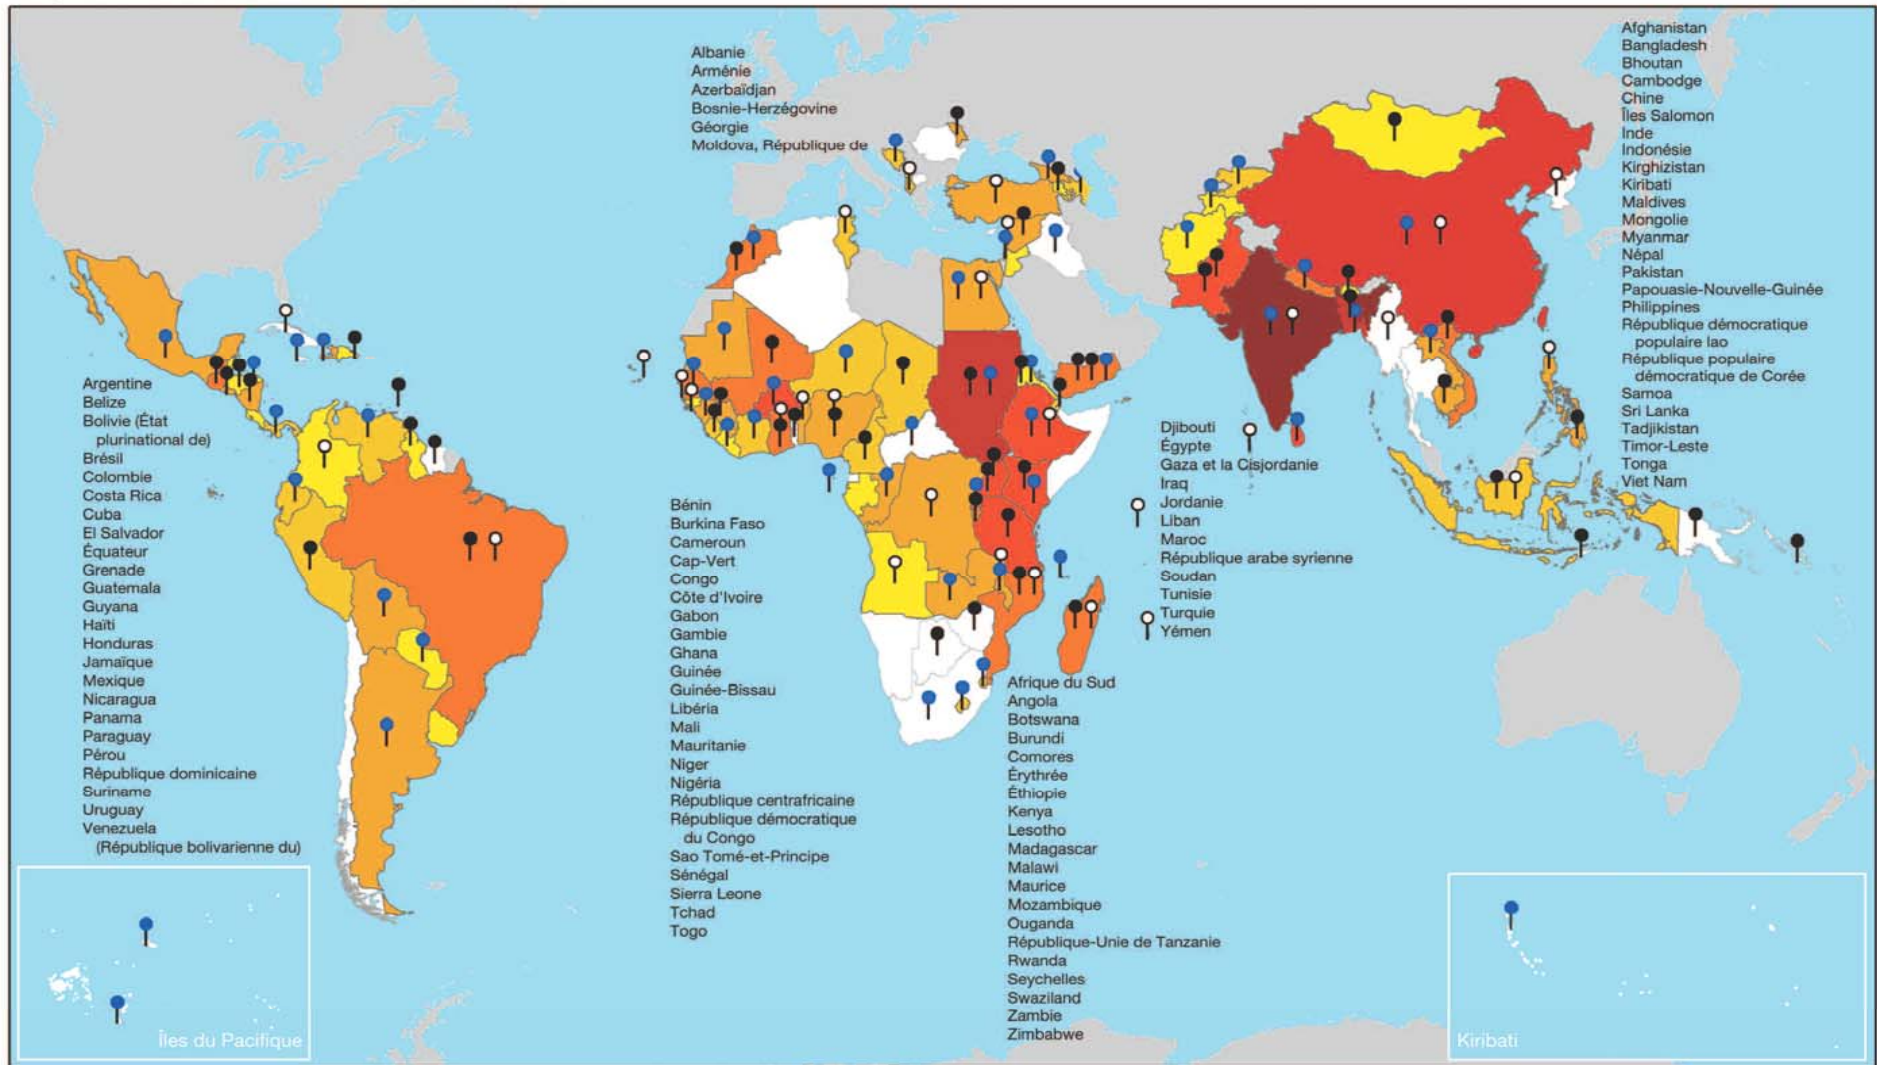 Albanie
Arménie
Azerbaïdjan
Bosnie-Herzégovine
Géorgie
Moldova, République de
Afghanistan
Bangladesh
Bhoutan
Cambodge
Chine
Îles Salomon
Inde
Indonésie
Kirghizistan
Kiribati
Maldives
Mongolie
Myanmar
Népal
Pakistan
Papouasie-Nouvelle-Guinée
Philippines
République démocratique
populaire lao
République populaire
démocratique de Corée
Samoa
Sri Lanka
Tadjikistan
Timor-Leste
Tonga
Viet Nam
Argentine
Belize
Bolivie (État
plurinational de)
Brésil
Colombie
Costa Rica
Cuba
El Salvador
Équateur
Grenade
Guatemala
Guyana
Haïti
Honduras
Jamaïque
Mexique
Nicaragua
Panama
Paraguay
Pérou
République dominicaine
Suriname
Uruguay
Venezuela
(République bolivarienne du)
Bénin
Burkina Faso
Cameroun
Cap-Vert
Congo
Côte d'Ivoire
Gabon
Gambie
Ghana
Guinée
Guinée-Bissau
Libéria
Mali
Mauritanie
Niger
Nigéria
République centrafricaine
République démocratique
du Congo
Sao Tomé-et-Principe
Sénégal
Sierra Leone
Tchad
Togo
Djibouti
Égypte
Gaza et la Cisjordanie
Iraq
Jordanie
Liban
Maroc
République arabe syrienne
Soudan
Tunisie
Turquie
Yémen
Afrique du Sud
Angola
Botswana
Burundi
Comores
Érythrée
Éthiopie
Kenya
Lesotho
Madagascar
Malawi
Maurice
Mozambique
Ouganda
République-Unie de Tanzanie
Rwanda
Seychelles
Swaziland
Zambie
Zimbabwe
Îles du Pacifique
Kiribati